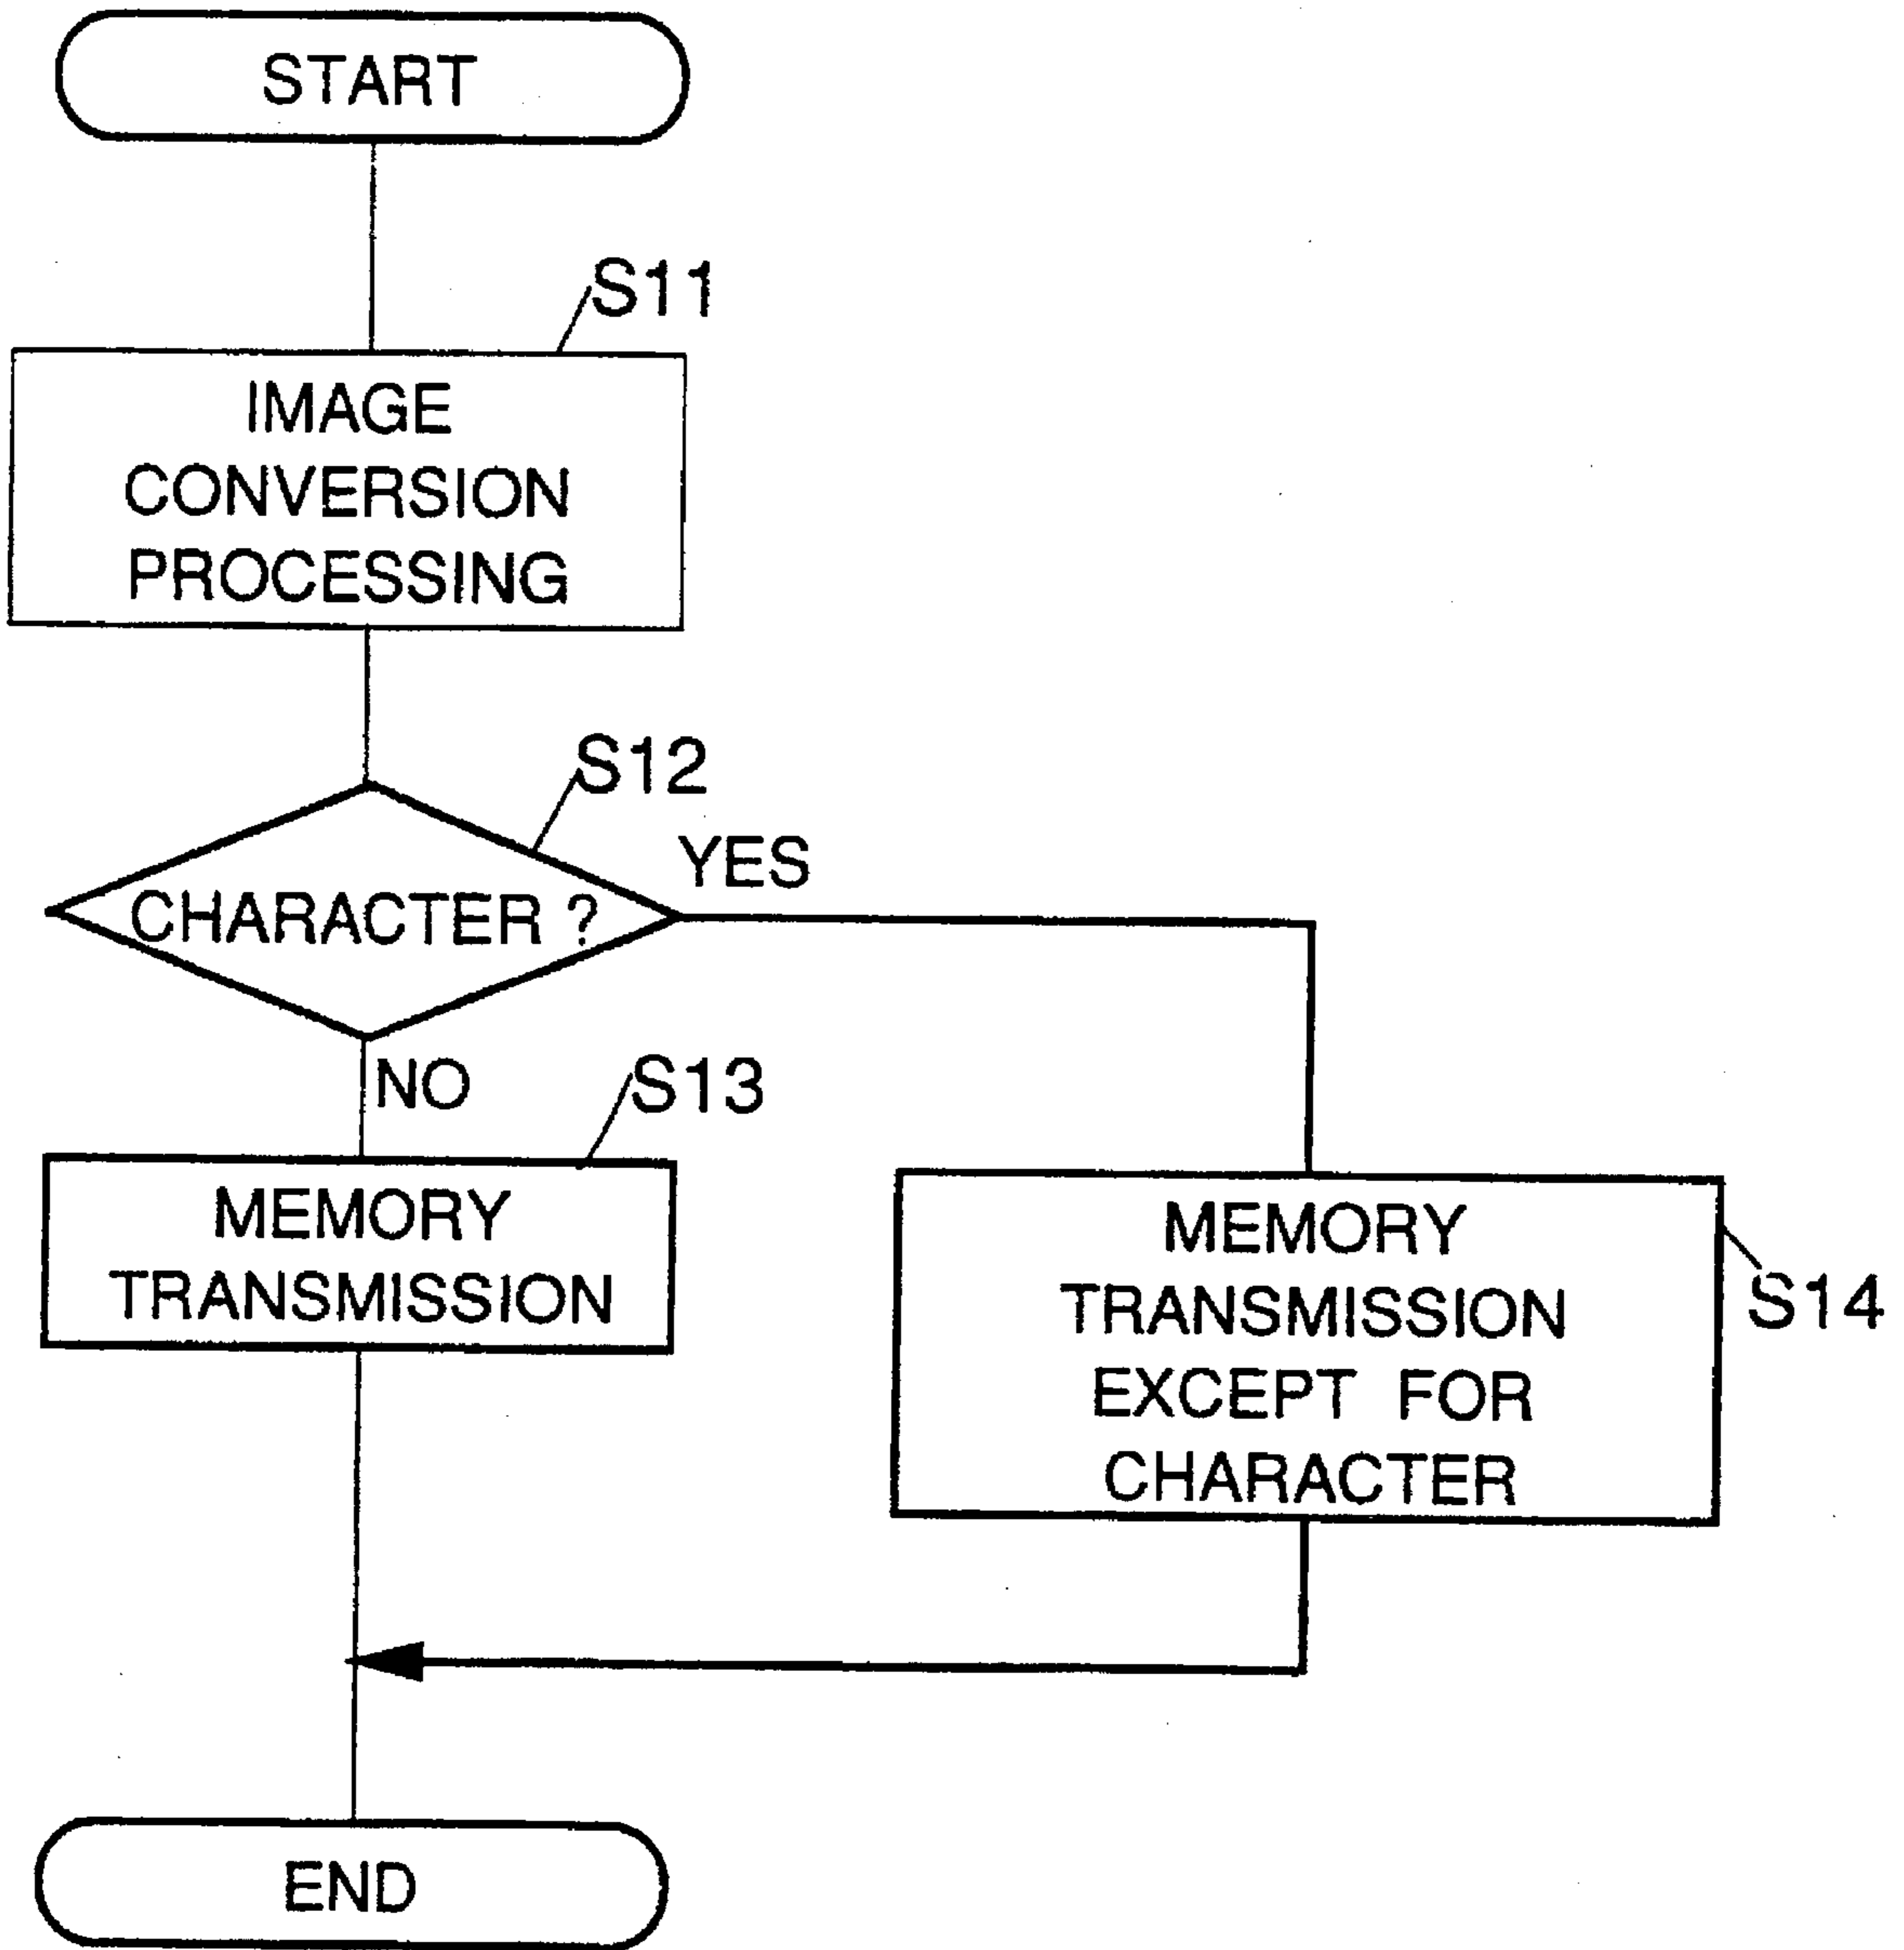 START
S11
IMAGE
CONVERSION
PROCESSING
S12
YES
CHARACTER ?
NO
S13
MEMORY
TRANSMISSION
MEMORY
TRANSMISSION
EXCEPT FOR
CHARACTER
S14
END